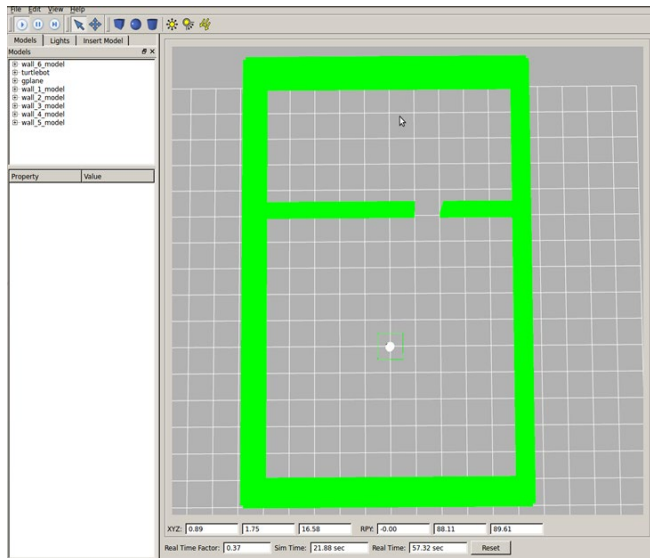 File Edit View Help
Models Lights Insert Model
Models
wall_6_model
turtlebot
gplane
wall_1_model
wall_2_model
wall_3_model
wall_4_model
wall_5_model
Property Value
XYZ: 0.89 1.75 16.58 RPY: -0.00 88.11 89.61
Real Time Factor: 0.37 Sim Time: 21.88 sec Real Time: 57.32 sec Reset